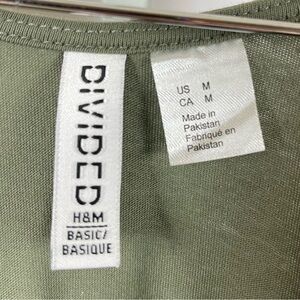 DIVIDED
H&M
BASIC/
BASIQUE
US M
CA M
Made in
Pakistan
Fabriqué en
Pakistan